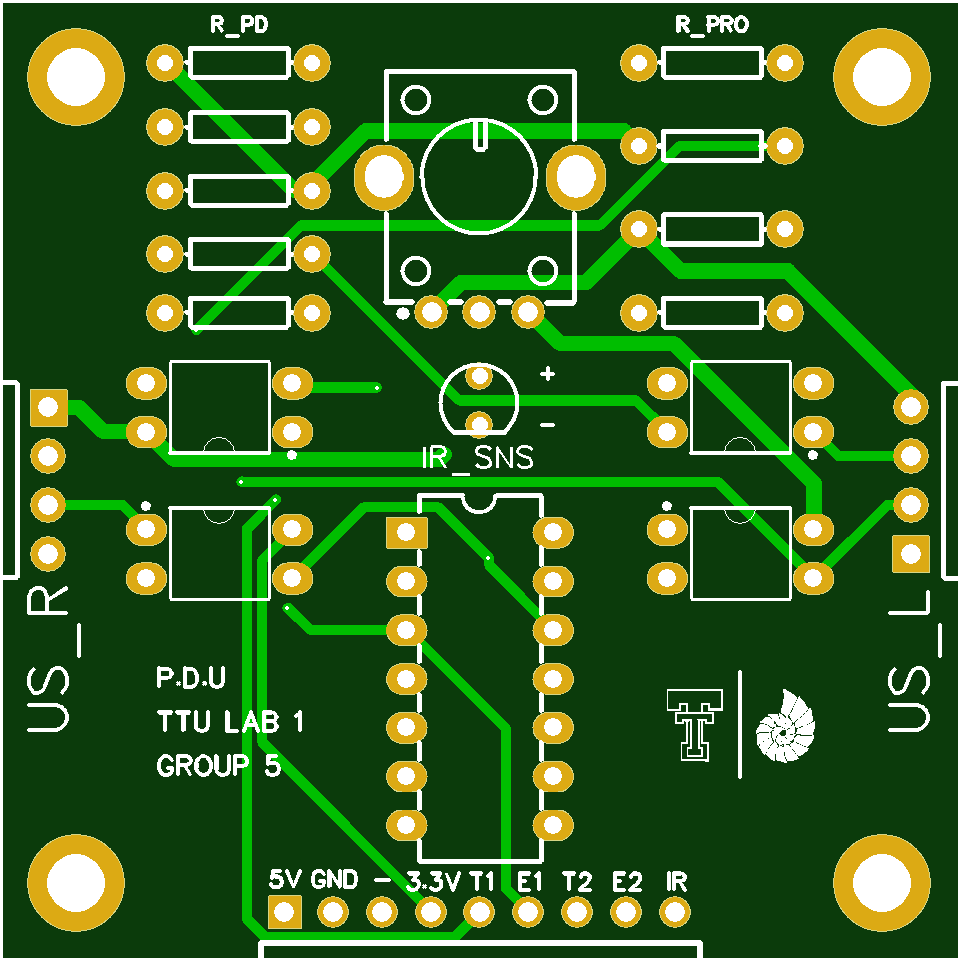 R_PD
R_PRO
+
-
IR_SNS
US_R
US_L
P.D.U
TTU LAB 1
GROUP 5
T
5V GND - 3.3V T1 E1 T2 E2 IR